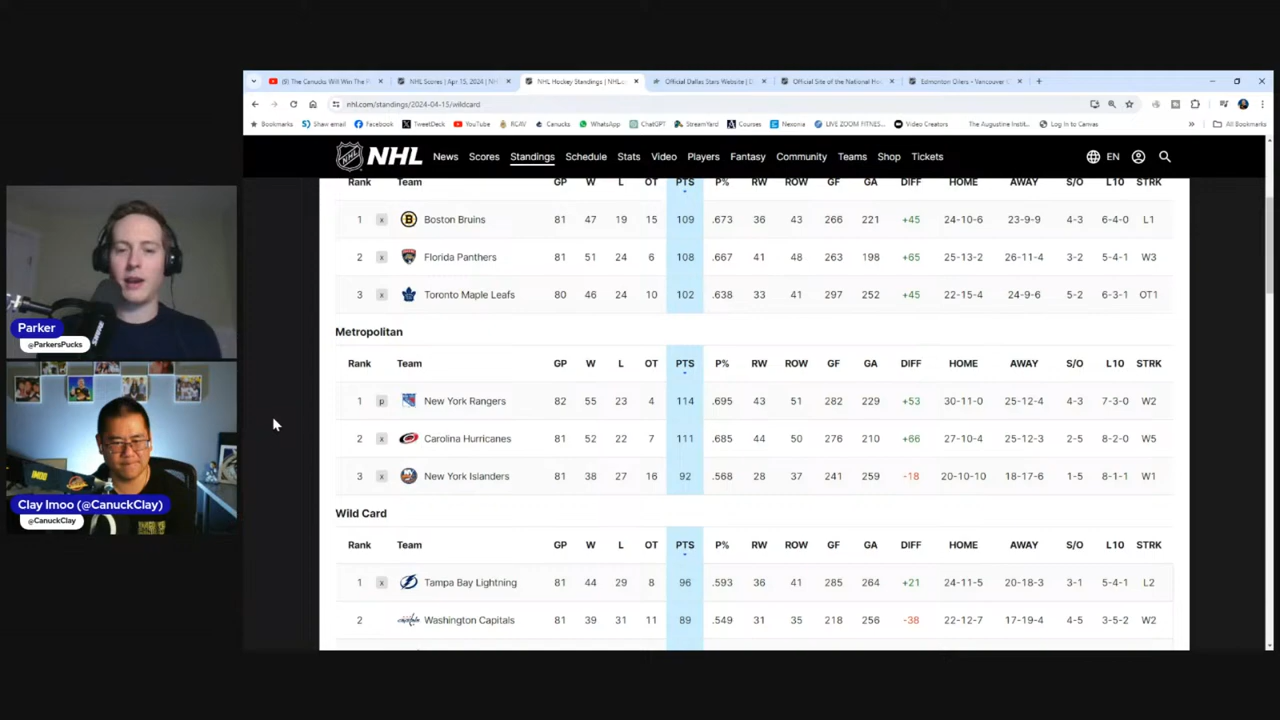 (9) The Canucks Will Win The P
NHL Scores | Apr 15, 2024 | NH
NHL Hockey Standings | NHL.c
Official Dallas Stars Website | D
Official Site of the National Ho
Edmonton Oilers – Vancouver C
nhl.com/standings/2024-04-15/wildcard
Bookmarks Shaw email Facebook TweetDeck YouTube RCAV Canucks WhatsApp ChatGPT StreamYard Courses Nexonia LIVE ZOOM FITNES... Video Creators The Augustine Insti... Log In to Canvas All Bookmarks
NHL News Scores Standings Schedule Stats Video Players Fantasy Community Teams Shop Tickets EN
Rank Team GP W L OT PTS P% RW ROW GF GA DIFF HOME AWAY S/O L10 STRK
1 x Boston Bruins 81 47 19 15 109 .673 36 43 266 221 +45 24-10-6 23-9-9 4-3 6-4-0 L1
2 x Florida Panthers 81 51 24 6 108 .667 41 48 263 198 +65 25-13-2 26-11-4 3-2 5-4-1 W3
3 x Toronto Maple Leafs 80 46 24 10 102 .638 33 41 297 252 +45 22-15-4 24-9-6 5-2 6-3-1 OT1
Metropolitan
Rank Team GP W L OT PTS P% RW ROW GF GA DIFF HOME AWAY S/O L10 STRK
1 p New York Rangers 82 55 23 4 114 .695 43 51 282 229 +53 30-11-0 25-12-4 4-3 7-3-0 W2
2 x Carolina Hurricanes 81 52 22 7 111 .685 44 50 276 210 +66 27-10-4 25-12-3 2-5 8-2-0 W5
3 x New York Islanders 81 38 27 16 92 .568 28 37 241 259 -18 20-10-10 18-17-6 1-5 8-1-1 W1
Wild Card
Rank Team GP W L OT PTS P% RW ROW GF GA DIFF HOME AWAY S/O L10 STRK
1 x Tampa Bay Lightning 81 44 29 8 96 .593 36 41 285 264 +21 24-11-5 20-18-3 3-1 5-4-1 L2
2 Washington Capitals 81 39 31 11 89 .549 31 35 218 256 -38 22-12-7 17-19-4 4-5 3-5-2 W2
Parker
@ParkersPucks
Clay Imoo (@CanuckClay)
@CanuckClay